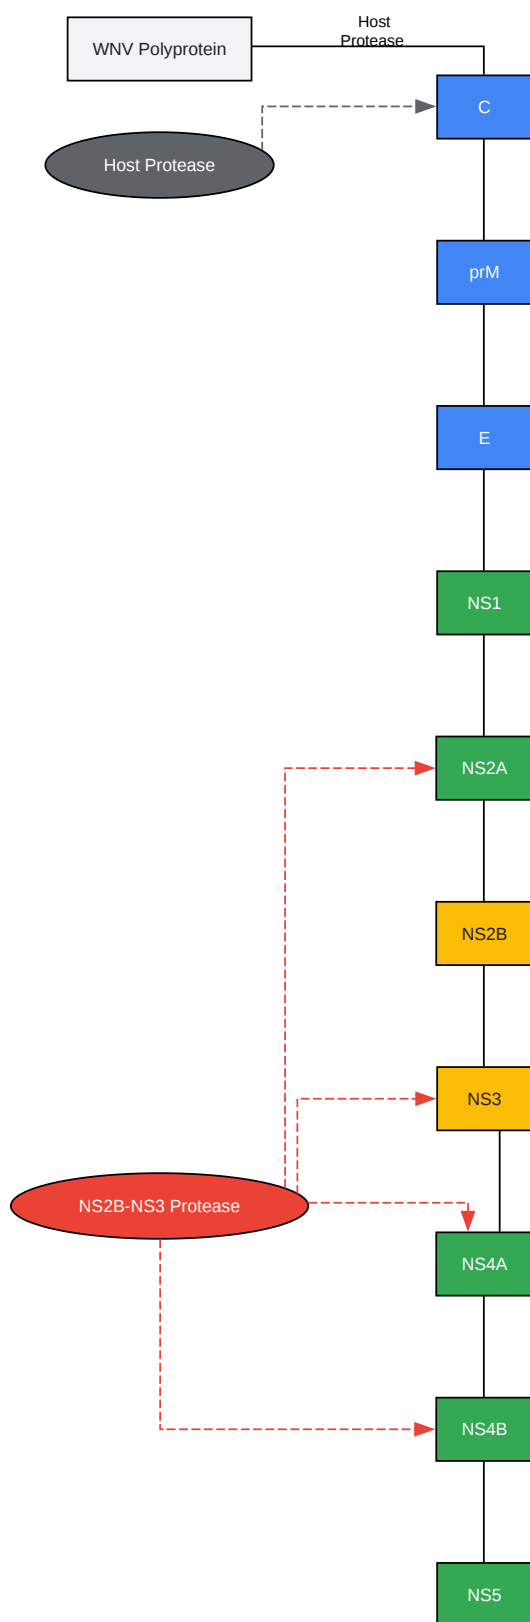 WNV Polyprotein
Host
Protease
C
Host Protease
prM
E
NS1
NS2A
NS2B
NS3
NS2B-NS3 Protease
NS4A
NS4B
NS5